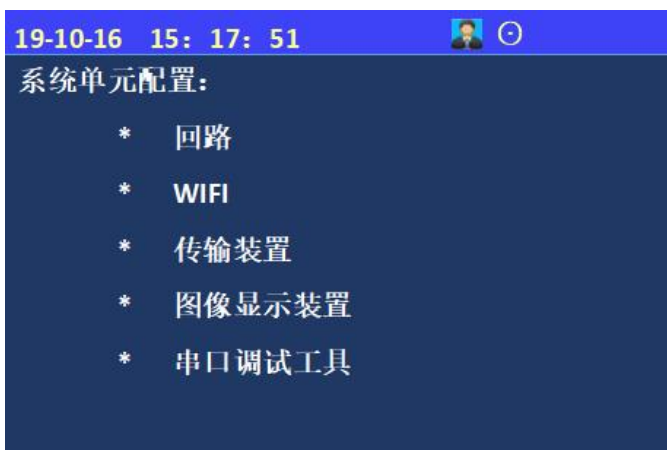 19-10-16 15：17：51
系统单元配置：
* 回路
* WIFI
* 传输装置
* 图像显示装置
* 串口调试工具